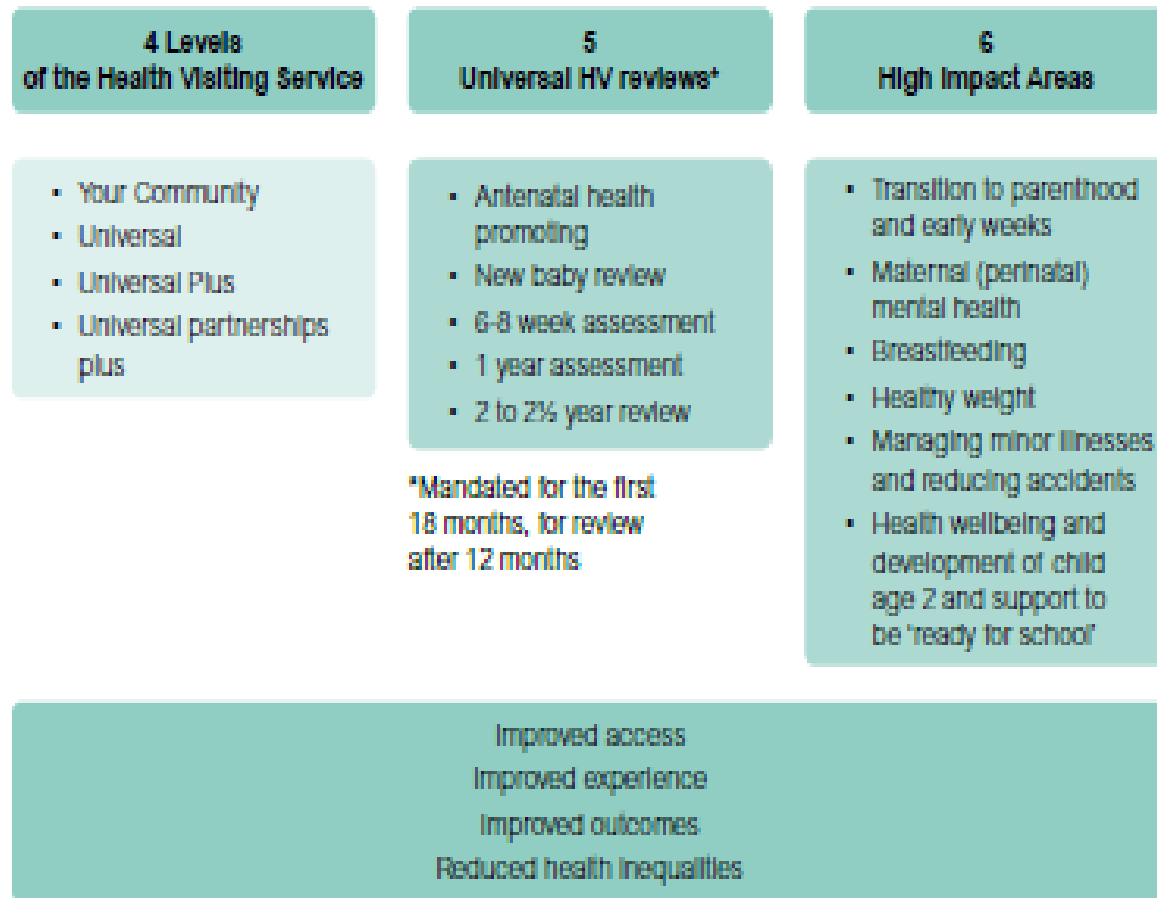 4 Levels
of the Health Visiting Service
• Your Community
• Universal
• Universal Plus
• Universal partnerships
plus
5
Universal HV reviews*
• Antenatal health
promoting
• New baby review
• 6-8 week assessment
• 1 year assessment
• 2 to 2½ year review
*Mandated for the first
18 months, for review
after 12 months
6
High Impact Areas
• Transition to parenthood
and early weeks
• Maternal (perinatal)
mental health
• Breastfeeding
• Healthy weight
• Managing minor illnesses
and reducing accidents
• Health wellbeing and
development of child
age 2 and support to
be 'ready for school'
Improved access
Improved experience
Improved outcomes
Reduced health inequalities